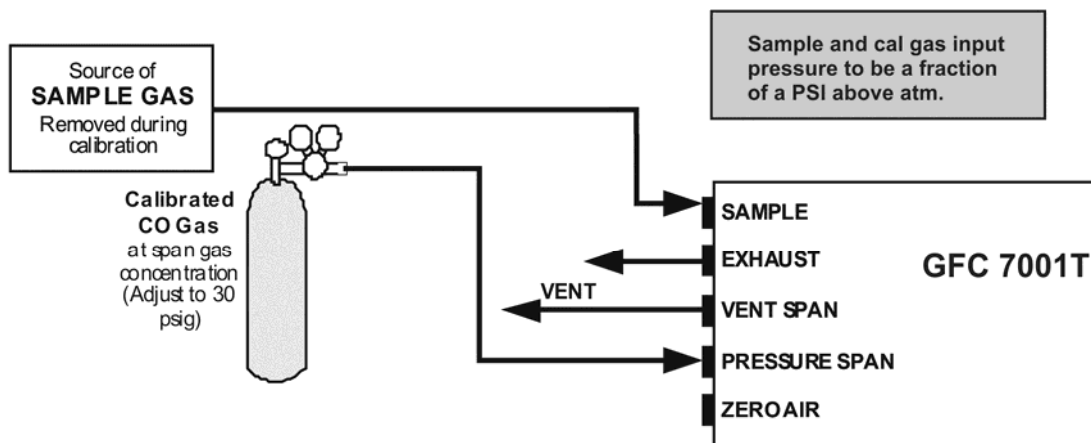 Source of
SAMPLE GAS
Removed during
calibration
Calibrated
CO Gas
at span gas
concentration
(Adjust to 30
psig)
Sample and cal gas input
pressure to be a fraction
of a PSI above atm.
SAMPLE
EXHAUST
VENT
VENT SPAN
PRESSURE SPAN
ZERO AIR
GFC 7001T